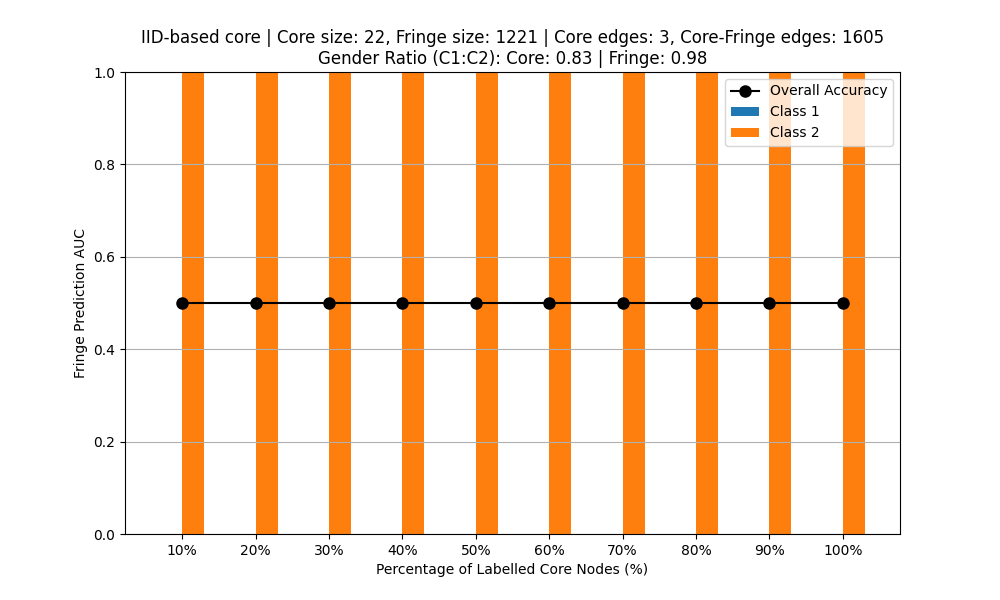 IID-based core | Core size: 22, Fringe size: 1221 | Core edges: 3, Core-Fringe edges: 1605
Gender Ratio (C1:C2): Core: 0.83 | Fringe: 0.98
Overall Accuracy
Class 1
Class 2
Fringe Prediction AUC
1.0
0.8
0.6
0.4
0.2
0.0
10% 20% 30% 40% 50% 60% 70% 80% 90% 100%
Percentage of Labelled Core Nodes (%)